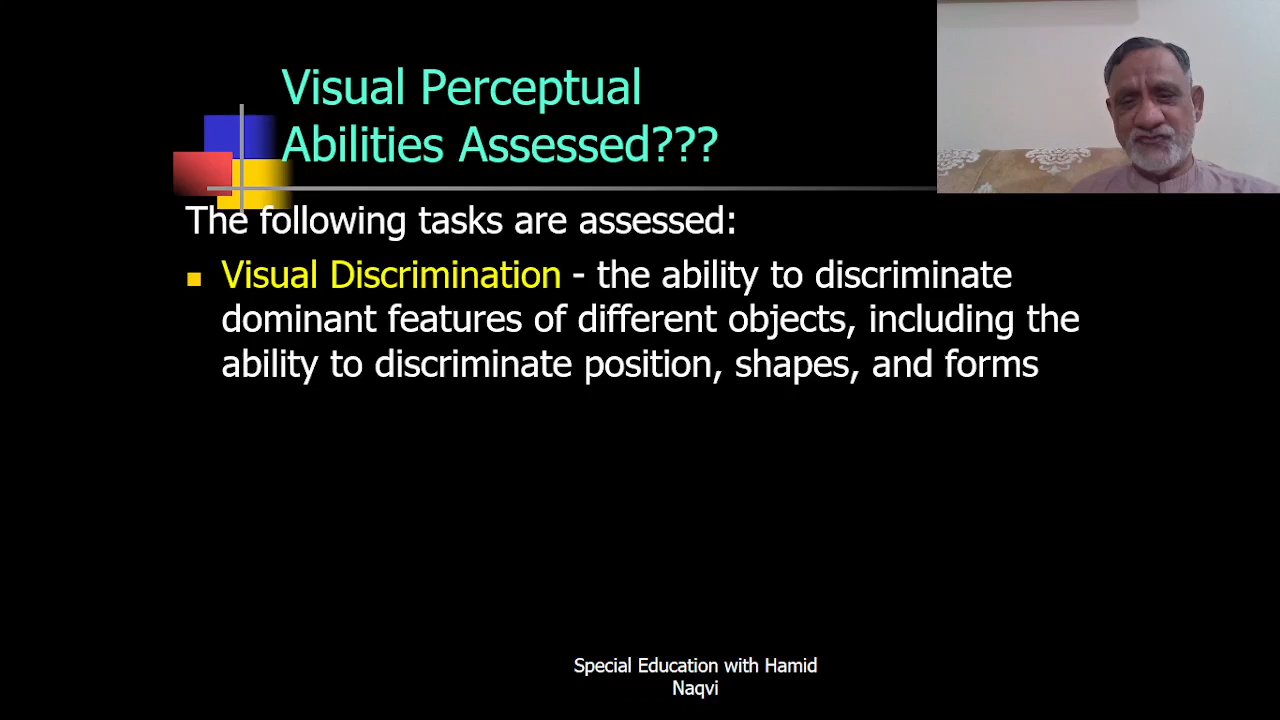 Visual Perceptual
Abilities Assessed???
The following tasks are assessed:
Visual Discrimination - the ability to discriminate
dominant features of different objects, including the
ability to discriminate position, shapes, and forms
Special Education with Hamid
Naqvi